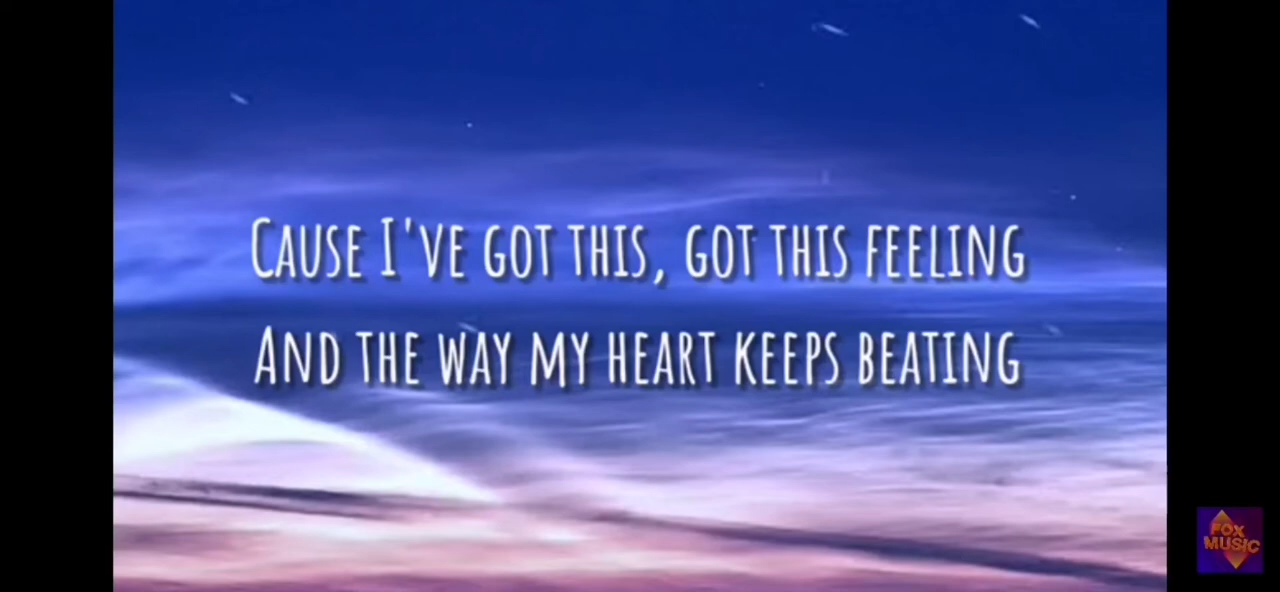 Cause I've got this, got this feeling
And the way my heart keeps beating
FOX
MUSIC